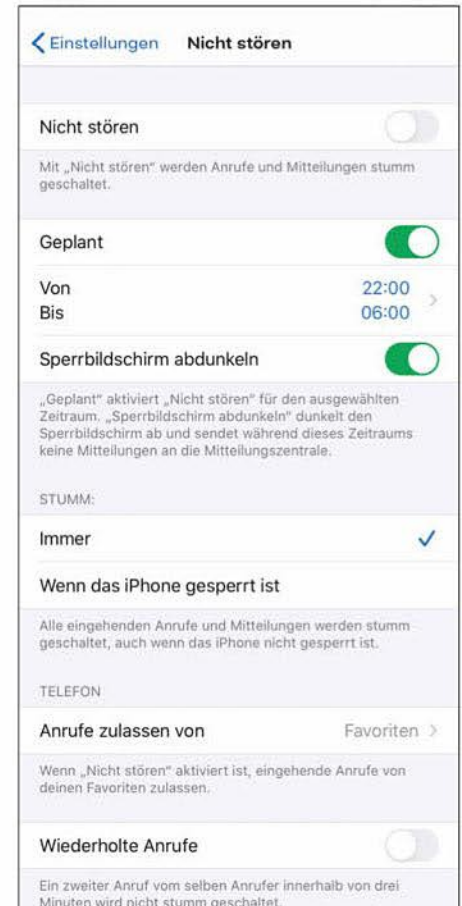 Einstellungen Nicht stören
Nicht stören
Mit „Nicht stören“ werden Anrufe und Mitteilungen stumm
geschaltet.
Geplant
Von 22:00
Bis 06:00
Sperrbildschirm abdunkeln
„Geplant“ aktiviert „Nicht stören“ für den ausgewählten
Zeitraum. „Sperrbildschirm abdunkeln“ dunkelt den
Sperrbildschirm ab und sendet während dieses Zeitraums
keine Mitteilungen an die Mitteilungszentrale.
STUMM:
Immer
Wenn das iPhone gesperrt ist
Alle eingehenden Anrufe und Mitteilungen werden stumm
geschaltet, auch wenn das iPhone nicht gesperrt ist.
TELEFON
Anrufe zulassen von Favoriten
Wenn „Nicht stören“ aktiviert ist, eingehende Anrufe von
deinen Favoriten zulassen.
Wiederholte Anrufe
Ein zweiter Anruf vom selben Anrufer innerhalb von drei
Minuten wird nicht stumm geschaltet.